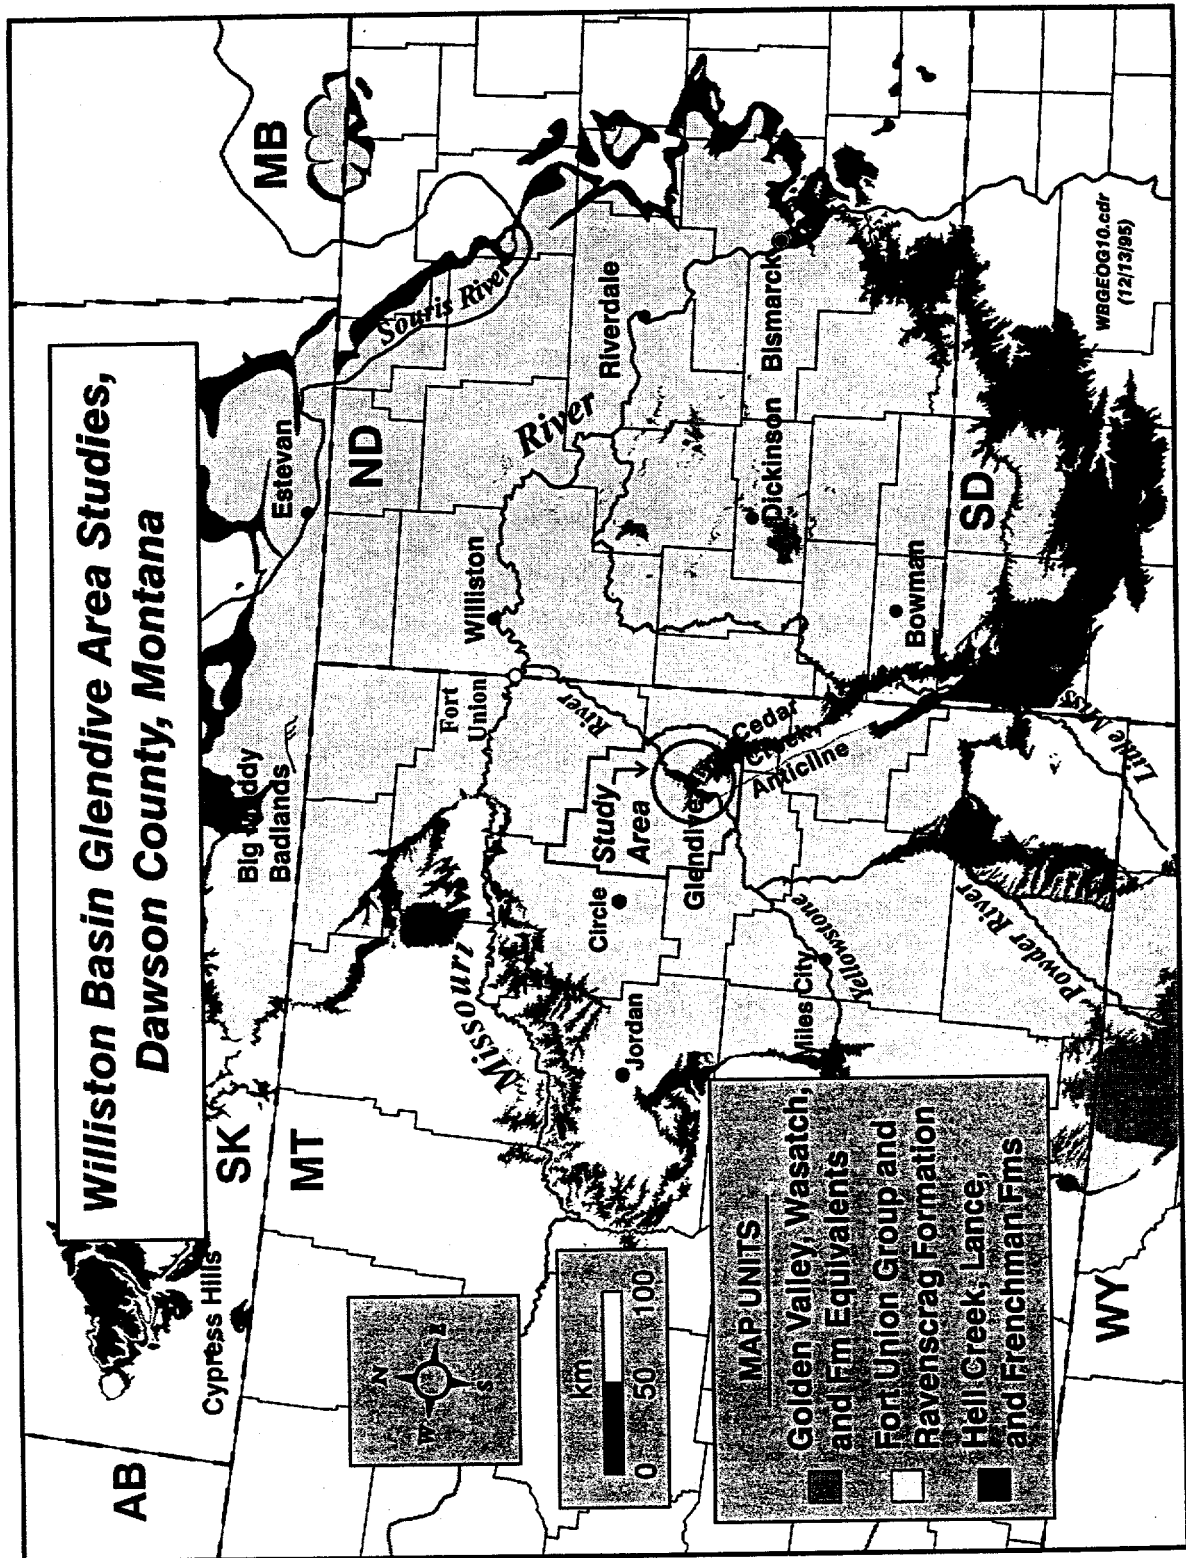 Williston Basin Glendive Area Studies,
Dawson County, Montana
AB
SK
MB
MT
ND
SD
WY
Cypress Hills
Big Muddy
Badlands
Estevan
Souris River
Missouri
River
Fort
Union
Williston
River
Riverdale
Study
Area
Circle
Jordan
Glendive
Cedar
Creek
Anticline
Dickinson
Bismarck
Miles City
Yellowstone
Bowman
Powder River
Little Miss
N
W
E
S
km
0 50 100
MAP UNITS
Golden Valley, Wasatch,
and Fm Equivalents
Fort Union Group and
Ravenscrag Formation
Hell Creek, Lance,
and Frenchman Fms
WBGEOG10.cdr
(12/13/95)